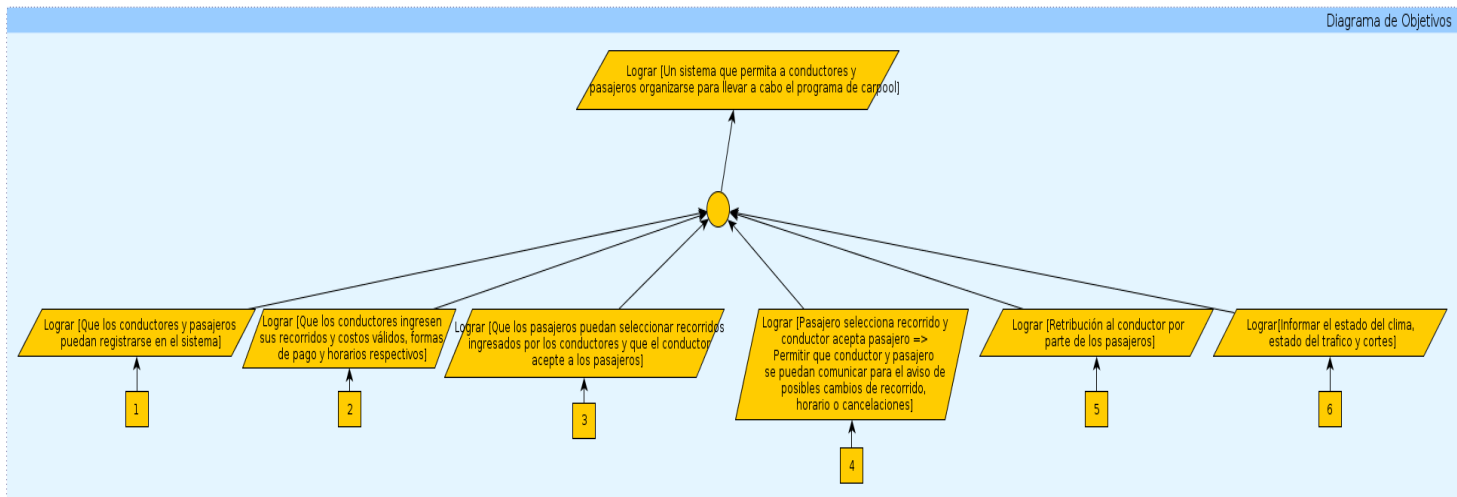 Diagrama de Objetivos
Lograr [Un sistema que permita a conductores y
pasajeros organizarse para llevar a cabo el programa de carpool]
Lograr [Que los conductores y pasajeros
puedan registrarse en el sistema]
Lograr [Que los conductores ingresen
sus recorridos y costos válidos, formas
de pago y horarios respectivos]
Lograr [Que los pasajeros puedan seleccionar recorridos
ingresados por los conductores y que el conductor
acepte a los pasajeros]
Lograr [Pasajero selecciona recorrido y
conductor acepta pasajero =>
Permitir que conductor y pasajero
se puedan comunicar para el aviso de
posibles cambios de recorrido,
horario o cancelaciones]
Lograr [Retribución al conductor por
parte de los pasajeros]
Lograr[Informar el estado del clima,
estado del trafico y cortes]
1
2
3
4
5
6